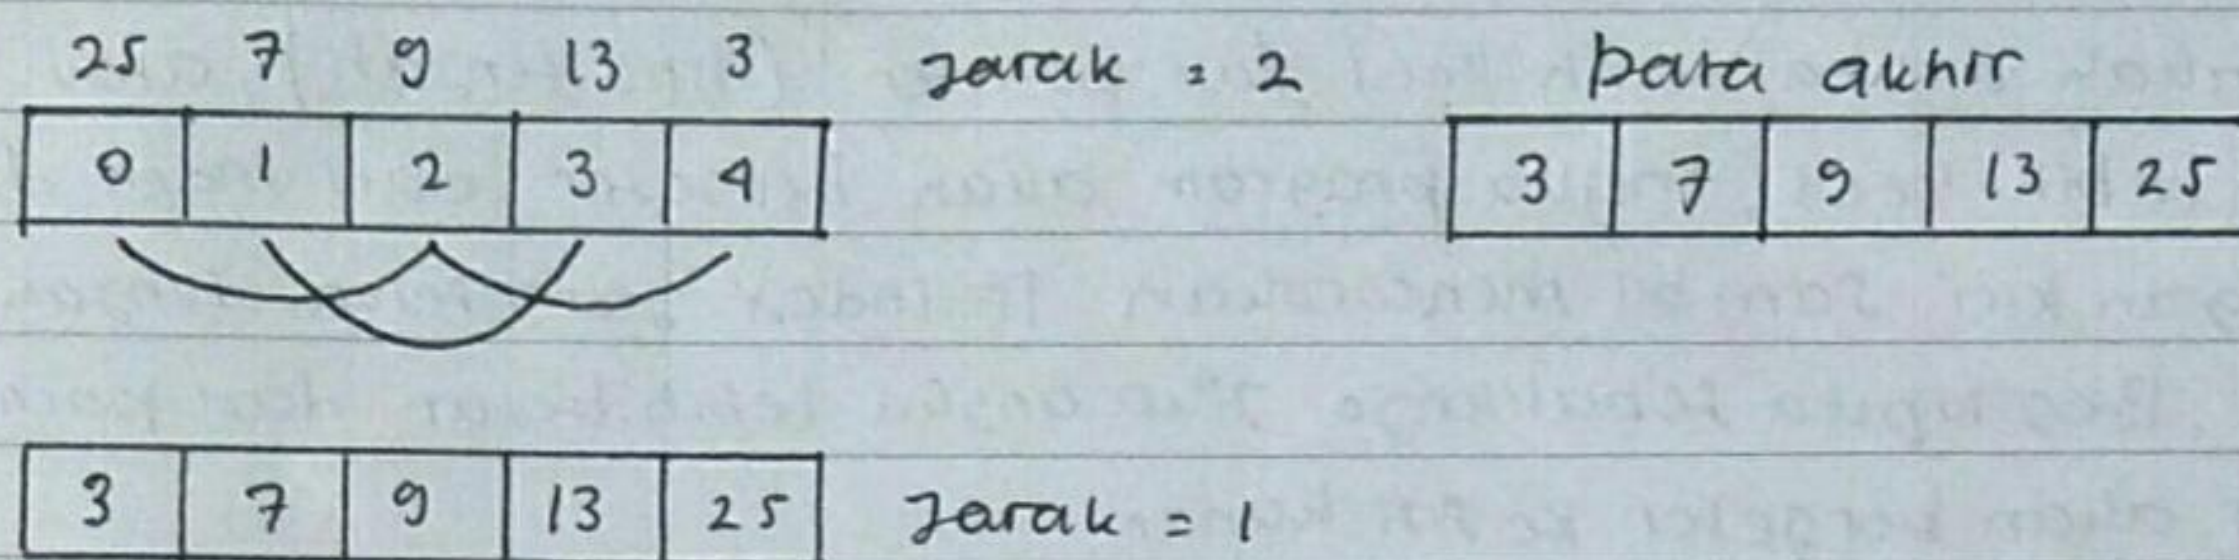 25 7 9 13 3 Jarak = 2 Data akhir
0 1 2 3 4 3 7 9 13 25
3 7 9 13 25 Jarak = 1